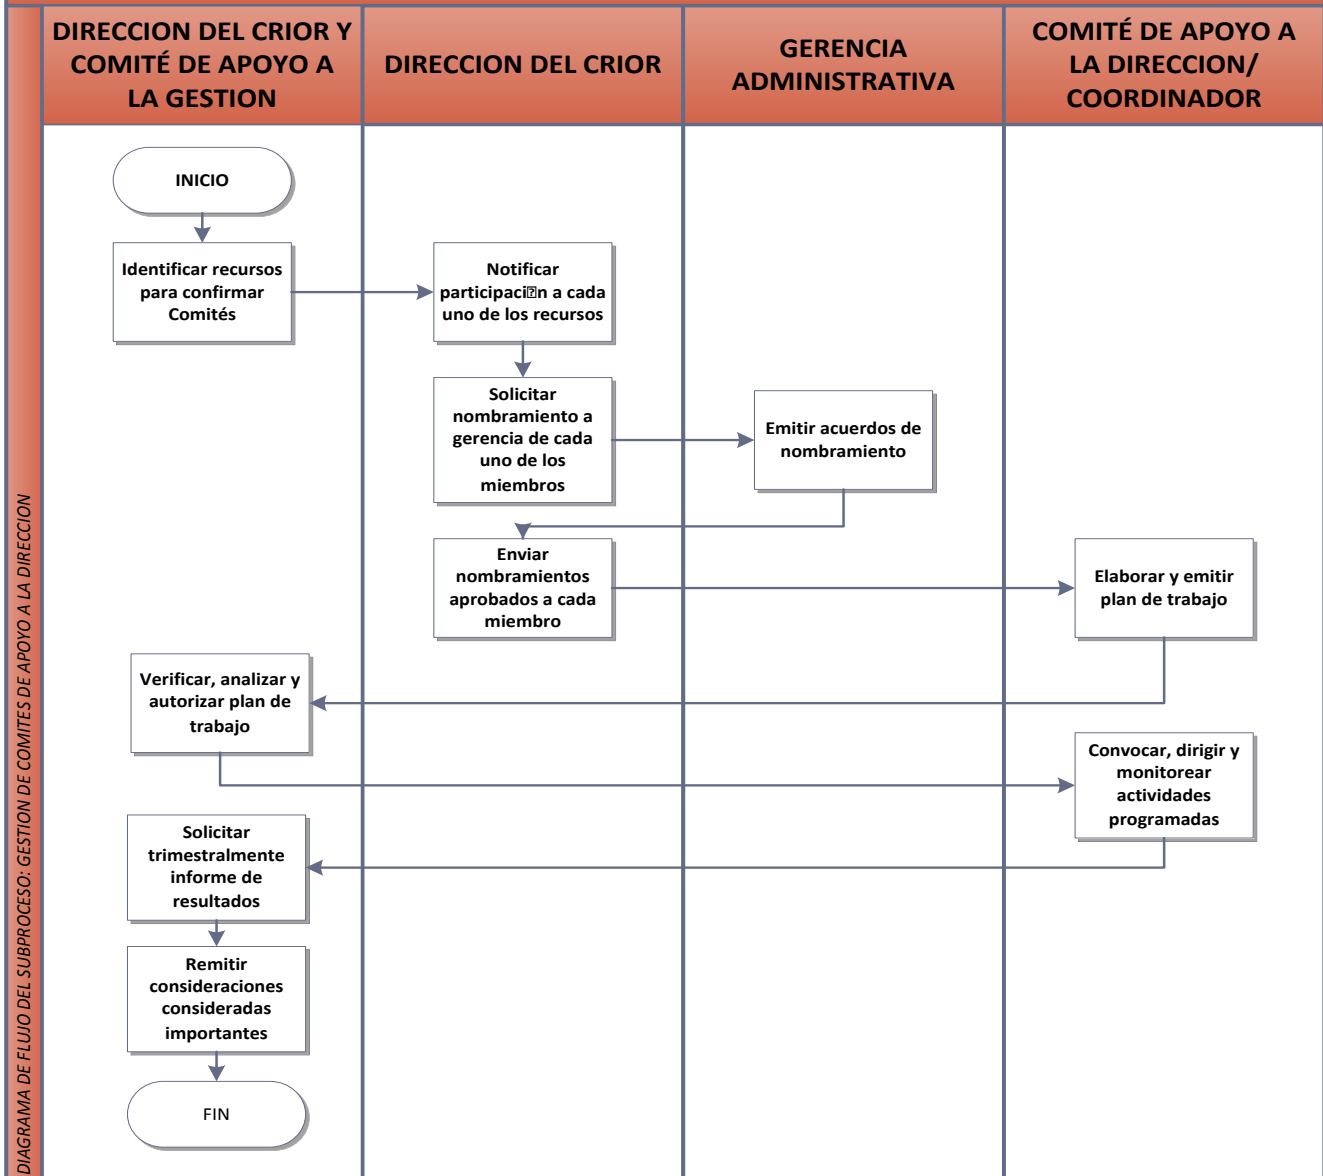 DIRECCION DEL CRIOR Y
COMITÉ DE APOYO A
LA GESTION
DIRECCION DEL CRIOR
GERENCIA
ADMINISTRATIVA
COMITÉ DE APOYO A
LA DIRECCION/
COORDINADOR
DIAGRAMA DE FLUJO DEL SUBPROCESO: GESTION DE COMITES DE APOYO A LA DIRECCION
INICIO
Identificar recursos
para confirmar
Comités
Notificar
participaci�n a cada
uno de los recursos
Solicitar
nombramiento a
gerencia de cada
uno de los
miembros
Emitir acuerdos de
nombramiento
Enviar
nombramientos
aprobados a cada
miembro
Elaborar y emitir
plan de trabajo
Verificar, analizar y
autorizar plan de
trabajo
Convocar, dirigir y
monitorear
actividades
programadas
Solicitar
trimestralmente
informe de
resultados
Remitir
consideraciones
consideradas
importantes
FIN